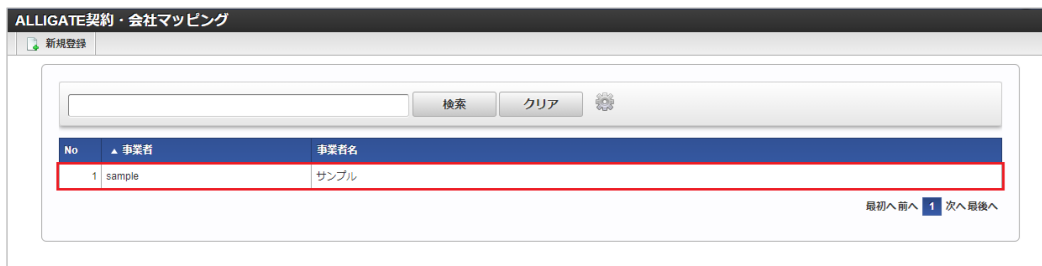 ALLIGATE契約・会社マッピング
新規登録
検索 クリア
No ▲ 事業者 事業者名
1 sample サンプル
最初へ 前へ 1 次へ 最後へ